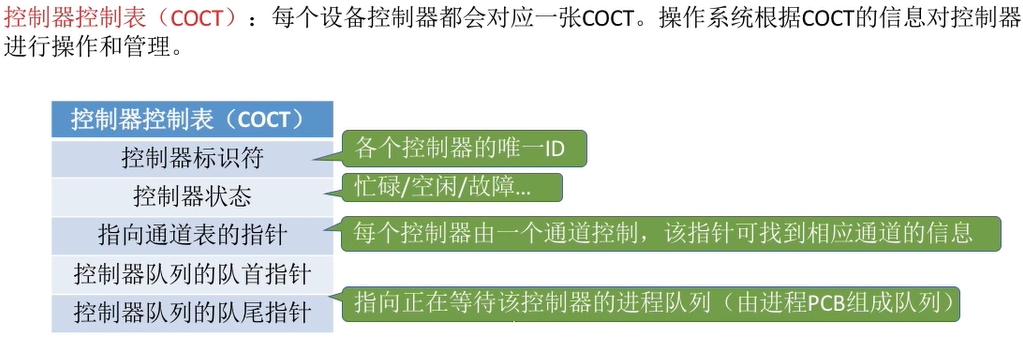 控制器控制表（COCT）：每个设备控制器都会对应一张COCT。操作系统根据COCT的信息对控制器
进行操作和管理。
控制器控制表（COCT）
控制器标识符
各个控制器的唯一ID
控制器状态
忙碌/空闲/故障...
指向通道表的指针
每个控制器由一个通道控制，该指针可找到相应通道的信息
控制器队列的队首指针
控制器队列的队尾指针
指向正在等待该控制器的进程队列（由进程PCB组成队列）